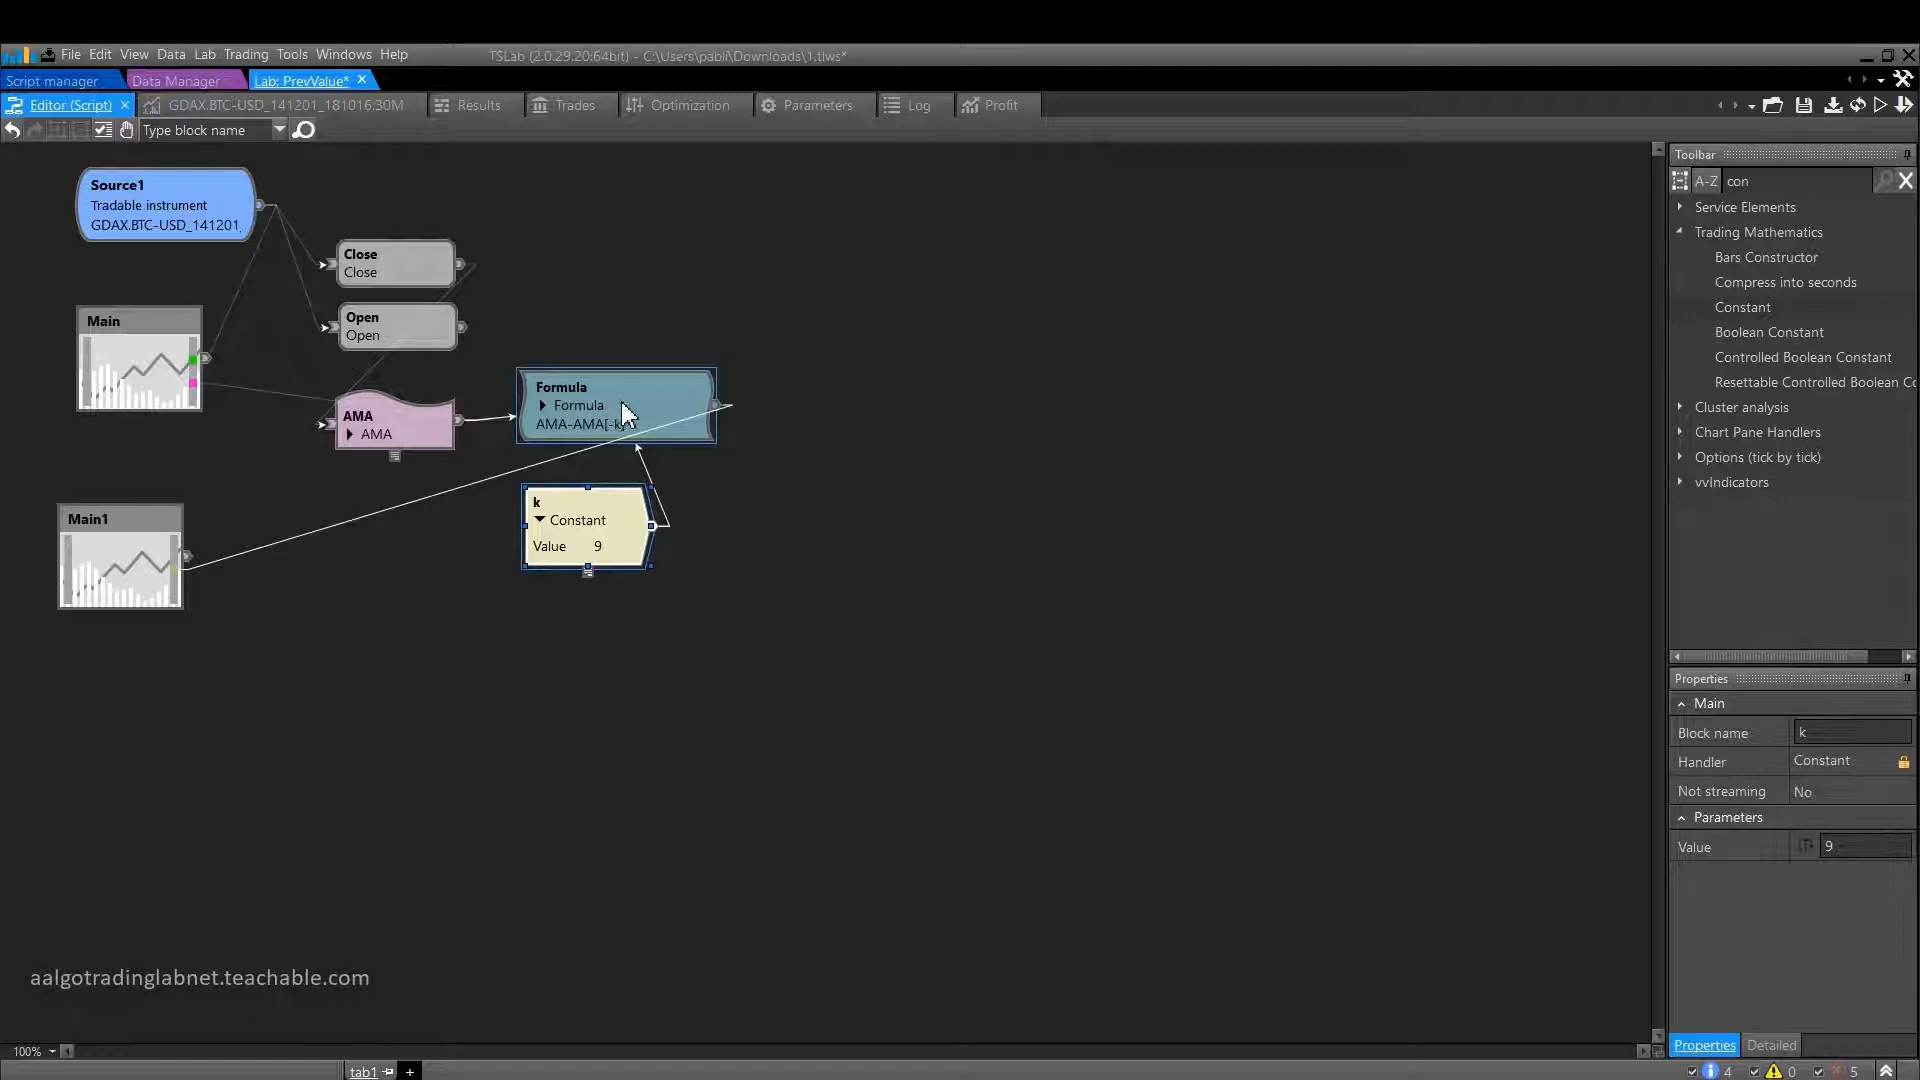 File Edit View Data Lab Trading Tools Windows Help
TSLab (2.0.29.20:64bit) - C:\Users\pabli\Downloads\1.tlws*
Script manager
Data Manager
Lab: PrevValue*
Editor (Script)
GDAX.BTC-USD_141201_181016:30M
Results
Trades
Optimization
Parameters
Log
Profit
Type block name
Source1
Tradable instrument
GDAX.BTC-USD_141201_
Close
Close
Open
Open
Main
AMA
AMA
Formula
Formula
AMA-AMA[-k]
k
Constant
Value 9
Main1
aalgotradinglabnet.teachable.com
100%
tab1
+
Toolbar
A-Z con
Service Elements
Trading Mathematics
Bars Constructor
Compress into seconds
Constant
Boolean Constant
Controlled Boolean Constant
Resettable Controlled Boolean Co
Cluster analysis
Chart Pane Handlers
Options (tick by tick)
vvIndicators
Properties
Main
Block name k
Handler Constant
Not streaming No
Parameters
Value 9
Properties Detailed
4 0 5